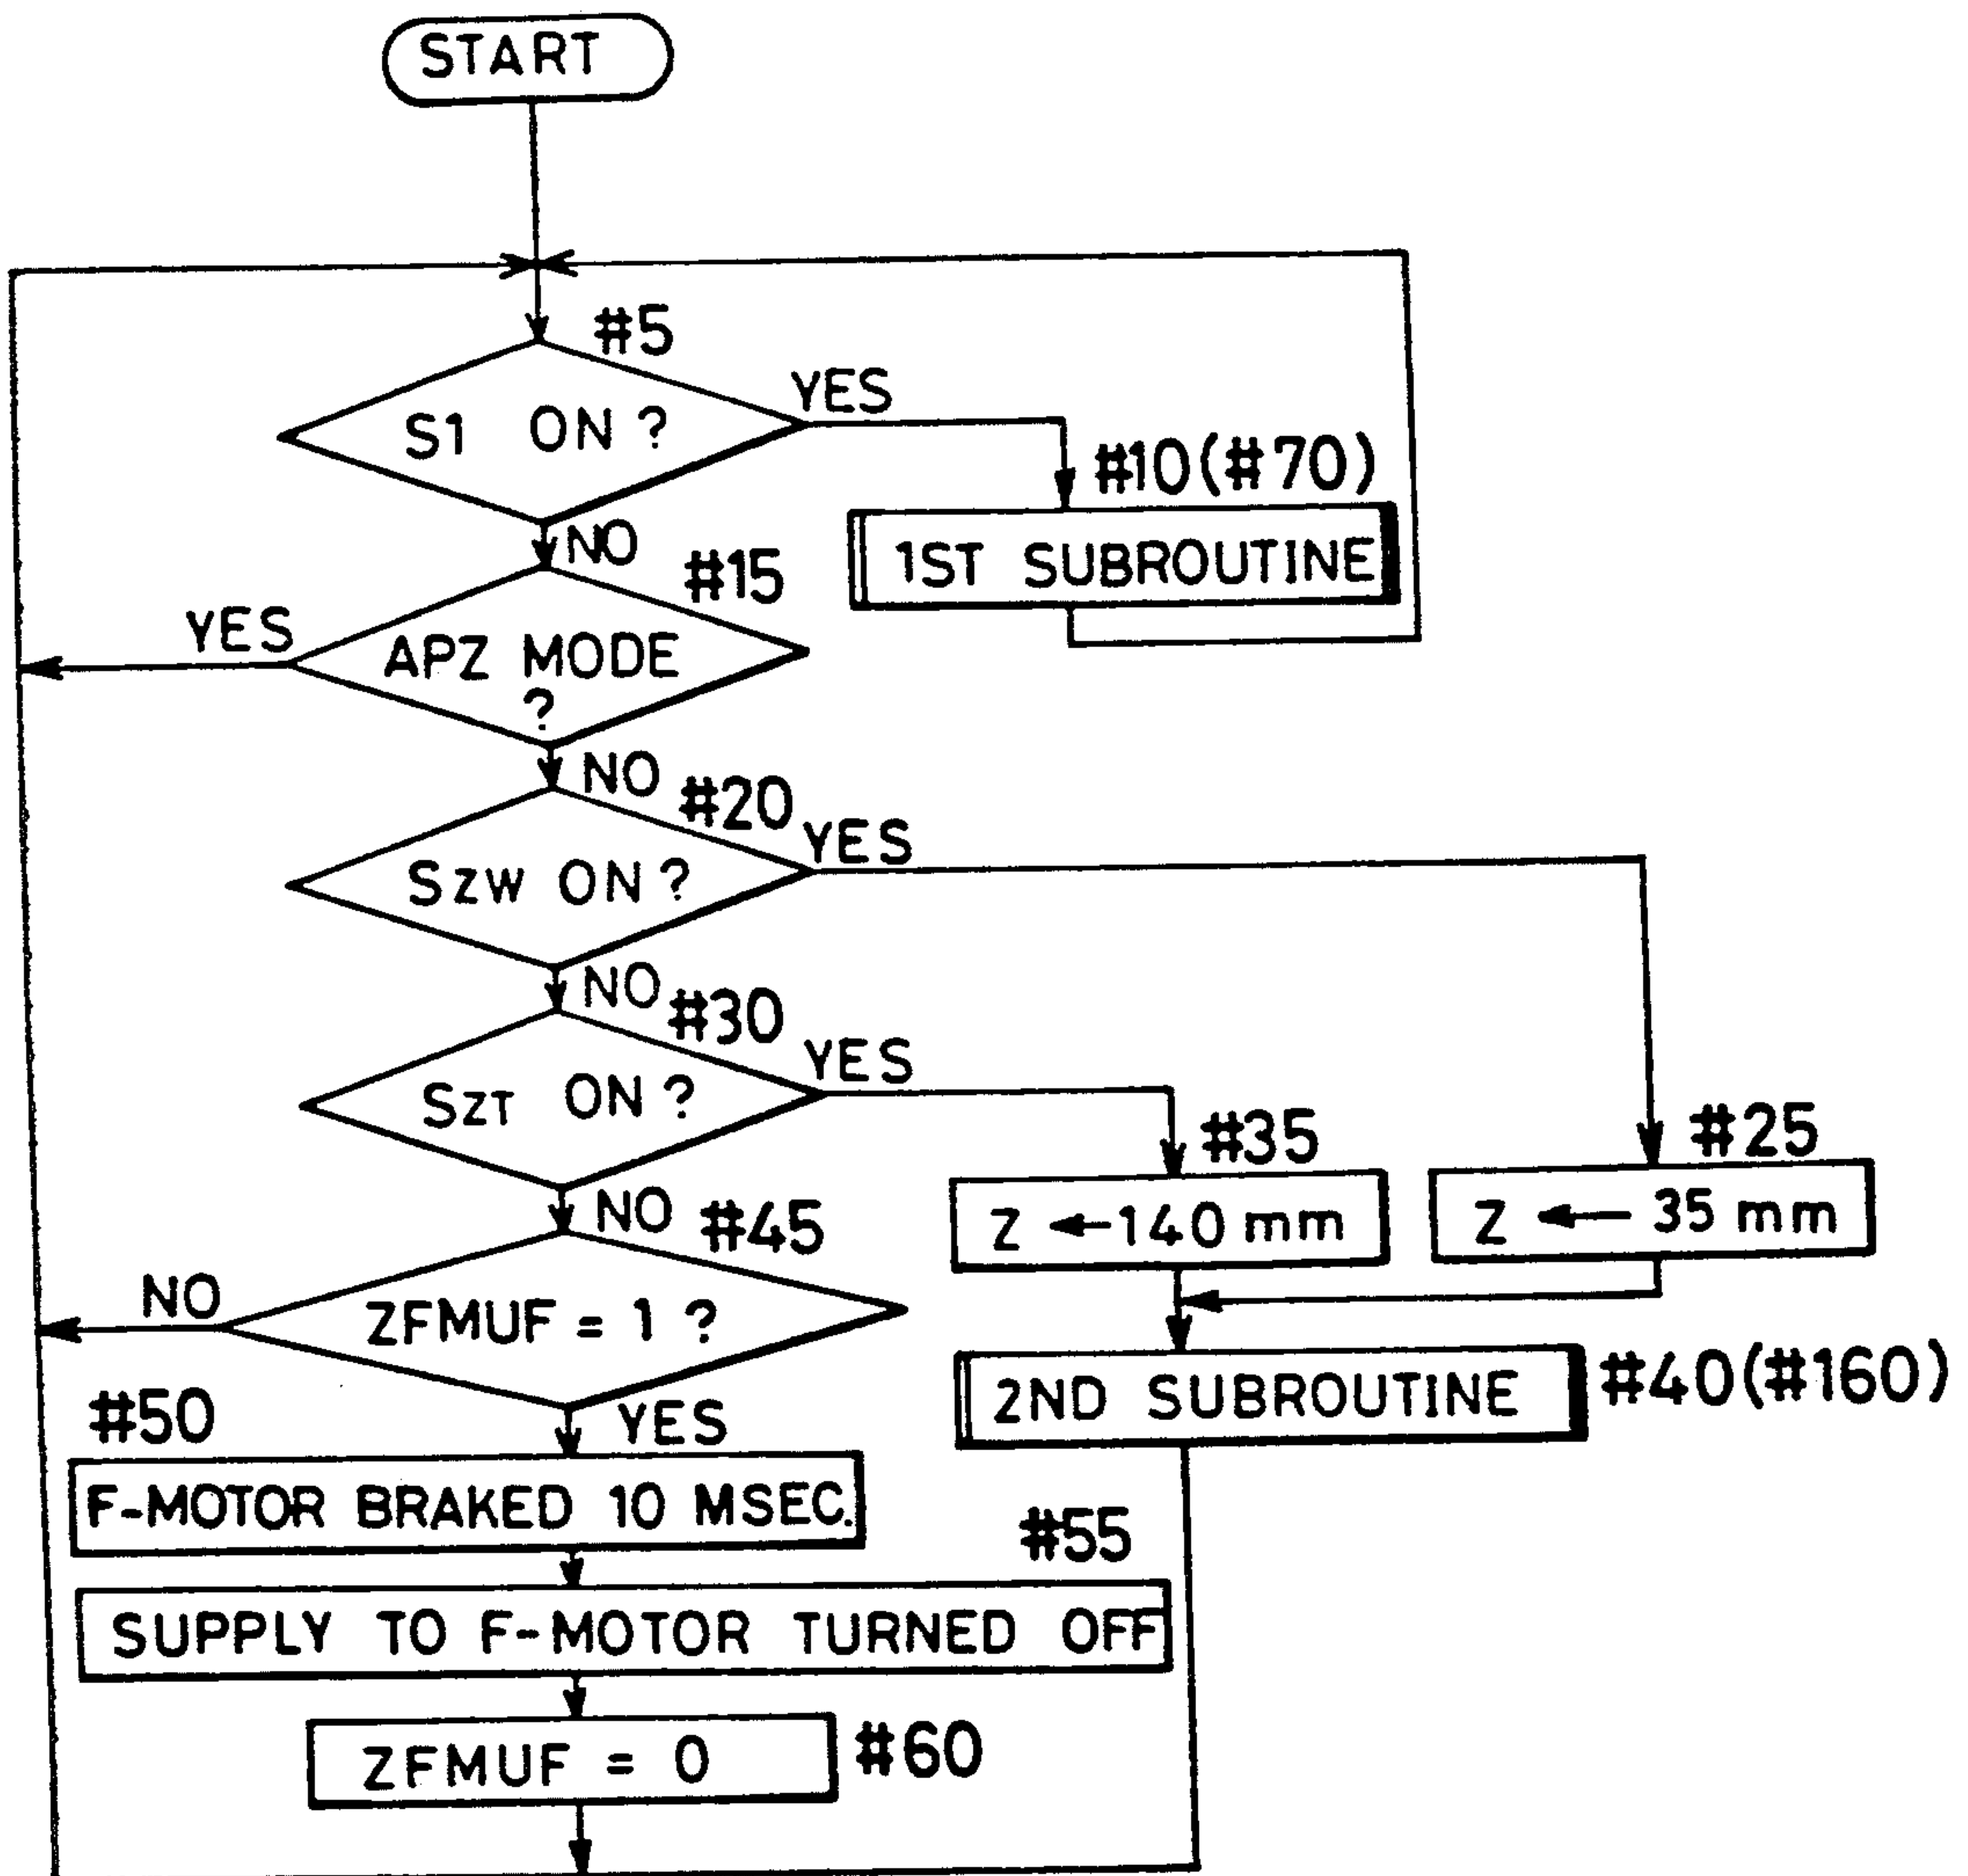 START
#5
S1 ON ?
YES
#10(#70)
1ST SUBROUTINE
NO
#15
YES
APZ MODE
?
NO
#20
YES
SZW ON ?
NO
#30
YES
SZT ON ?
#35
#25
Z ← 140 mm
Z ← 35 mm
NO
#45
NO
ZFMUF = 1 ?
2ND SUBROUTINE
#40(#160)
#50
YES
F-MOTOR BRAKED 10 MSEC.
#55
SUPPLY TO F-MOTOR TURNED OFF
ZFMUF = 0
#60